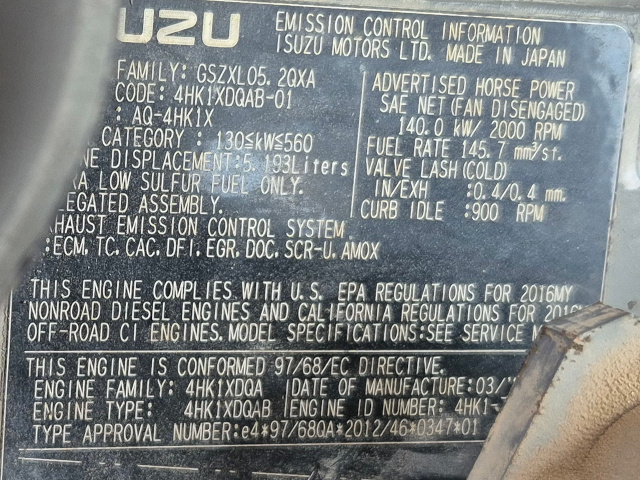 UZU
EMISSION CONTROL INFORMATION
ISUZU MOTORS LTD. MADE IN JAPAN
FAMILY: GSZXL05.2QXA
CODE: 4HK1XDQAB-01
: AQ-4HK1X
CATEGORY : 130≦kW≦560
NE DISPLACEMENT:5.193Liters
RA LOW SULFUR FUEL ONLY.
LEGATED ASSEMBLY.
ADVERTISED HORSE POWER
SAE NET(FAN DISENGAGED)
140.0 kW/ 2000 RPM
FUEL RATE 145.7 mm³/st.
VALVE LASH(COLD)
IN/EXH :0.4/0.4 mm.
CURB IDLE :900 RPM
XHAUST EMISSION CONTROL SYSTEM
:ECM,TC,CAC,DFI,EGR,DOC,SCR-U,AMOX
THIS ENGINE COMPLIES WITH U.S. EPA REGULATIONS FOR 2016MY
NONROAD DIESEL ENGINES AND CALIFORNIA REGULATIONS FOR 2016
OFF-ROAD CI ENGINES.MODEL SPECIFICATIONS:SEE SERVICE
THIS ENGINE IS CONFORMED 97/68/EC DIRECTIVE.
ENGINE FAMILY: 4HK1XDQA DATE OF MANUFACTURE:03/
ENGINE TYPE: 4HK1XDQAB ENGINE ID NUMBER: 4HK1-
TYPE APPROVAL NUMBER:e4*97/68QA*2012/46*0347*01